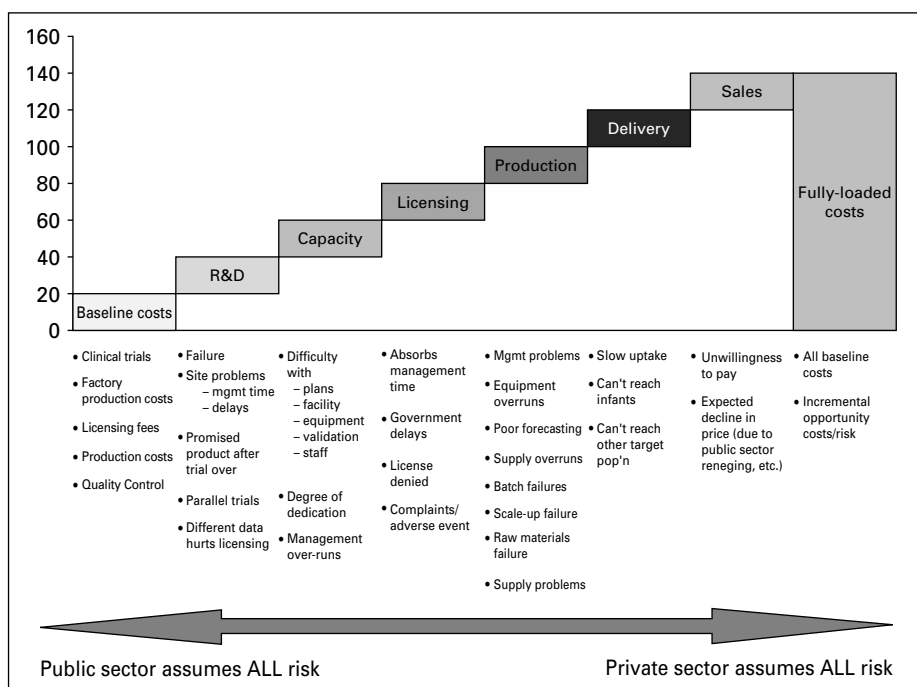 160
140
120
100
80
60
40
20
0
Baseline costs
R&D
Capacity
Licensing
Production
Delivery
Sales
Fully-loaded
costs
• Clinical trials
• Factory
production costs
• Licensing fees
• Production costs
• Quality Control
• Failure
• Site problems
– mgmt time
– delays
• Promised
product after
trial over
• Parallel trials
• Different data
hurts licensing
• Difficulty
with
– plans
– facility
– equipment
– validation
– staff
• Degree of
dedication
• Management
over-runs
• Absorbs
management
time
• Government
delays
• License
denied
• Complaints/
adverse event
• Mgmt problems
• Equipment
overruns
• Poor forecasting
• Supply overruns
• Batch failures
• Scale-up failure
• Raw materials
failure
• Supply problems
• Slow uptake
• Can't reach
infants
• Can't reach
other target
pop'n
• Unwillingness
to pay
• Expected
decline in
price (due to
public sector
reneging, etc.)
• All baseline
costs
• Incremental
opportunity
costs/risk
Public sector assumes ALL risk
Private sector assumes ALL risk